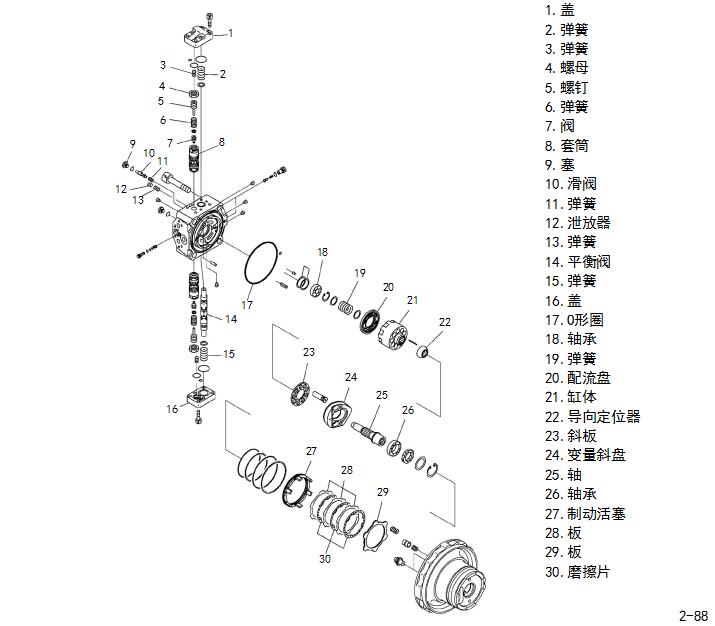 1
2
3
4
5
6
7
8
9
10
11
12
13
14
15
16
17
18
19
20
21
22
23
24
25
26
27
28
29
30
1. 盖
2. 弹簧
3. 弹簧
4. 螺母
5. 螺钉
6. 弹簧
7. 阀
8. 套筒
9. 塞
10. 滑阀
11. 弹簧
12. 泄放器
13. 弹簧
14. 平衡阀
15. 弹簧
16. 盖
17. O形圈
18. 轴承
19. 弹簧
20. 配流盘
21. 缸体
22. 导向定位器
23. 斜板
24. 变量斜盘
25. 轴
26. 轴承
27. 制动活塞
28. 板
29. 板
30. 磨擦片
2-88